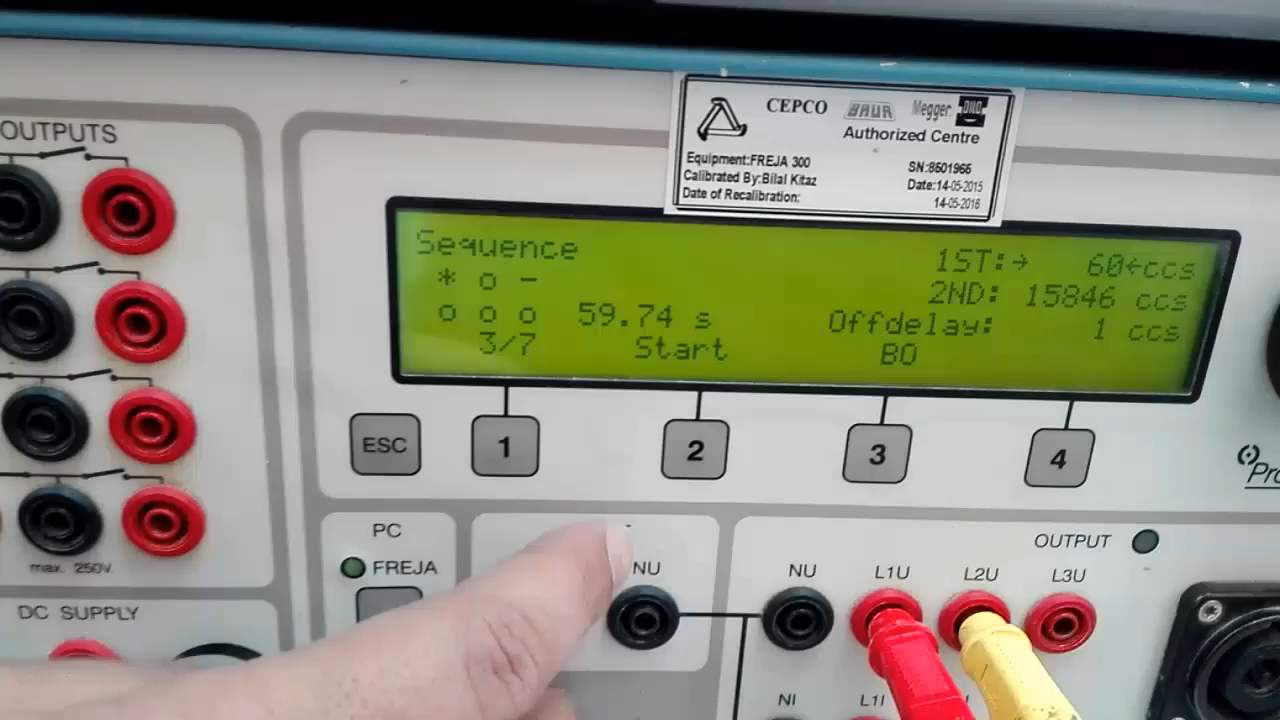 OUTPUTS
CEPCO BAUR Megger. DILO
Authorized Centre
Equipment:FREJA 300 SN:8501965
Calibrated By:Bilal Kitaz Date:14-05-2015
Date of Recalibration: 14-05-2016
Sequence 1ST:→ 60←ccs
* o - 2ND: 15846 ccs
o o o 59.74 s Offdelay: 1 ccs
3/7 Start BO
ESC 1 2 3 4
max. 250V.
PC
FREJA
OUTPUT
NU NU L1U L2U L3U
DC SUPPLY
NI L1I